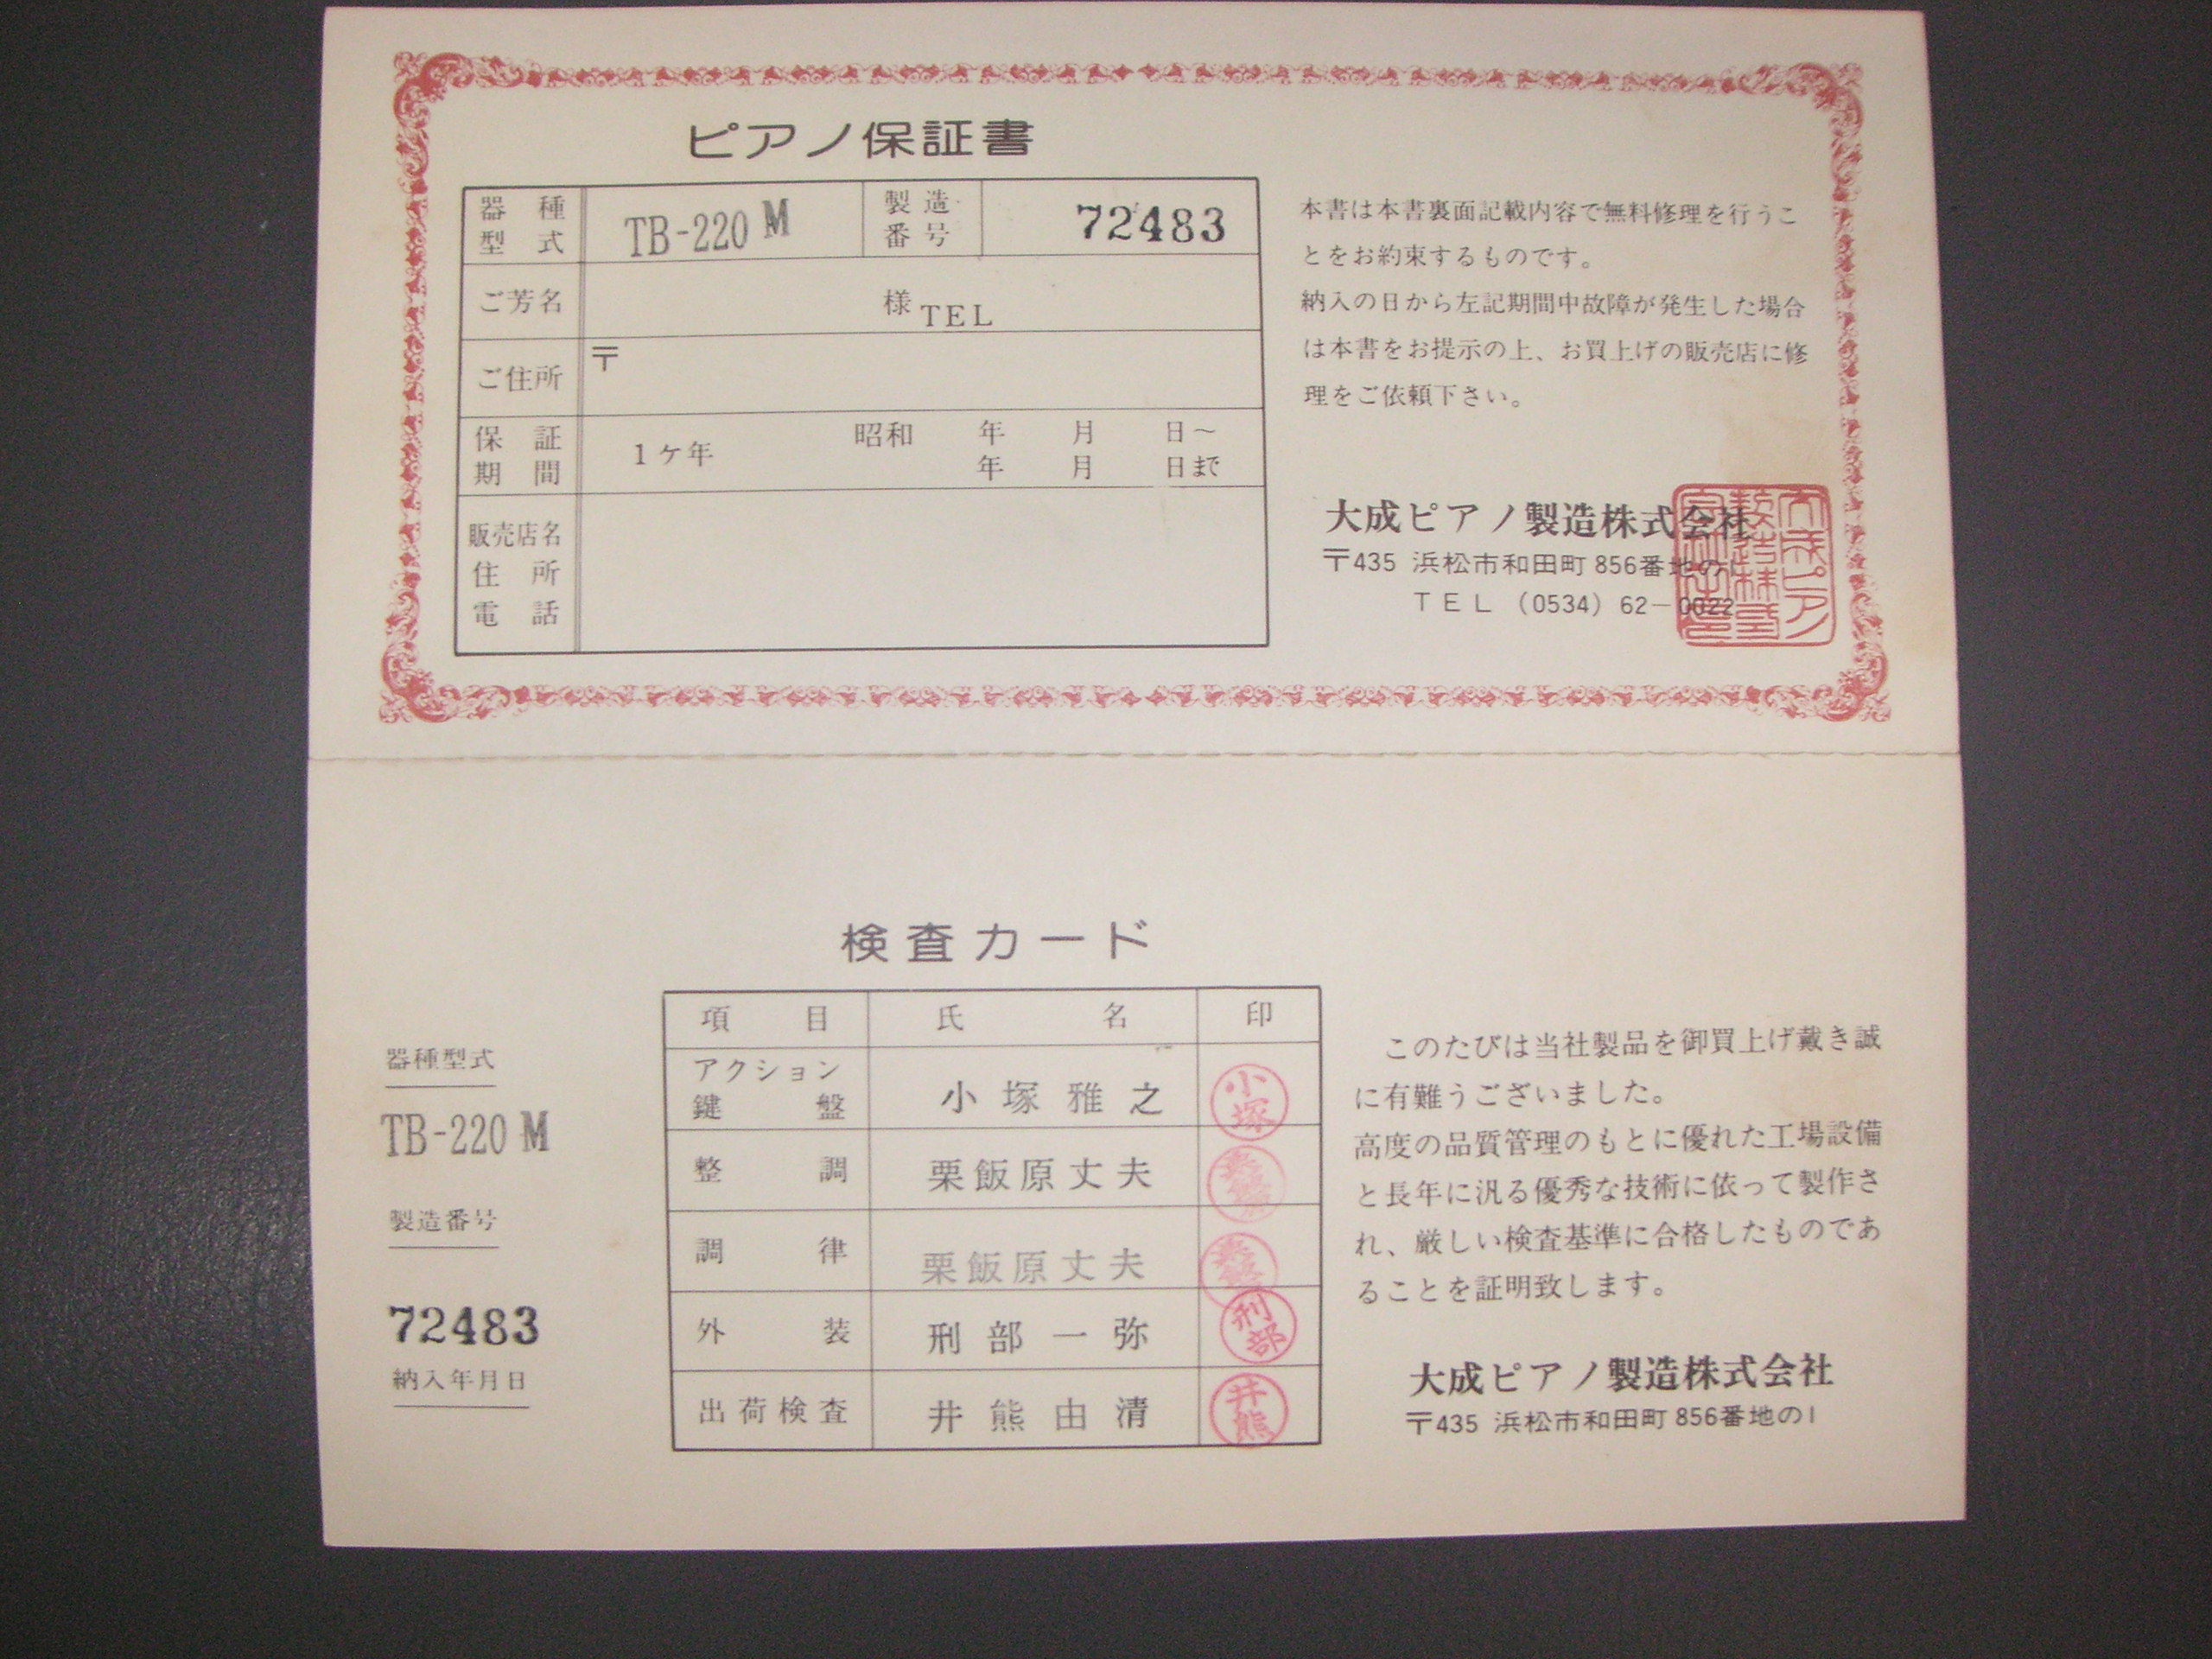 ピアノ保証書
器種型式 TB-220 M 製造番号 72483
ご芳名 様 TEL
ご住所 〒
保証期間 1ケ年 昭和 年 月 日〜
年 月 日まで
販売店名
住所
電話
本書は本書裏面記載内容で無料修理を行うこ
とをお約束するものです。
納入の日から左記期間中故障が発生した場合
は本書をお提示の上、お買上げの販売店に修
理をご依頼下さい。
大成ピアノ製造株式会社
〒435 浜松市和田町856番地の1
TEL (0534) 62-0022
大成ピアノ製造株式会社
検査カード
器種型式
TB-220 M
製造番号
72483
納入年月日
項目 氏名 印
アクション鍵盤 小塚雅之 小塚
整調 栗飯原丈夫
調律 栗飯原丈夫
外装 刑部一弥 刑部
出荷検査 井熊由清 井熊
このたびは当社製品を御買上げ戴き誠
に有難うございました。
高度の品質管理のもとに優れた工場設備
と長年に汎る優秀な技術に依って製作さ
れ、厳しい検査基準に合格したものであ
ることを証明致します。
大成ピアノ製造株式会社
〒435 浜松市和田町856番地の1